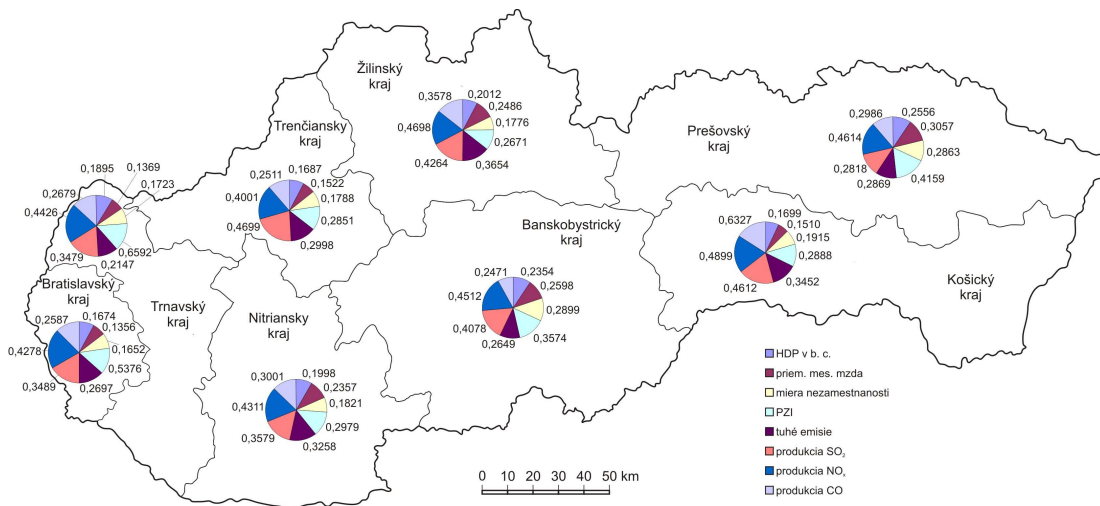 Žilinský
kraj
0,3578
0,2012
0,2486
0,1776
0,2671
0,3654
0,4264
0,4698
Prešovský
kraj
0,2986
0,2556
0,3057
0,2863
0,4159
0,2869
0,2818
0,4614
Trenčiansky
kraj
0,2511
0,1687
0,1522
0,1788
0,2851
0,2998
0,4699
0,4001
0,1895
0,1369
0,1723
0,2679
0,4426
0,6592
0,2147
0,3479
Banskobystrický
kraj
0,2471
0,2354
0,2598
0,2899
0,3574
0,2649
0,4078
0,4512
0,6327
0,1699
0,1510
0,1915
0,2888
0,3452
0,4612
0,4899
Košický
kraj
Bratislavský
kraj
0,2587
0,1674
0,1356
0,1652
0,5376
0,2697
0,3489
0,4278
Trnavský
kraj
Nitriansky
kraj
0,3001
0,1998
0,2357
0,1821
0,2979
0,3258
0,3579
0,4311
HDP v b. c.
priem. mes. mzda
miera nezamestnanosti
PZI
tuhé emisie
produkcia SO₂
produkcia NOₓ
produkcia CO
0 10 20 30 40 50 km